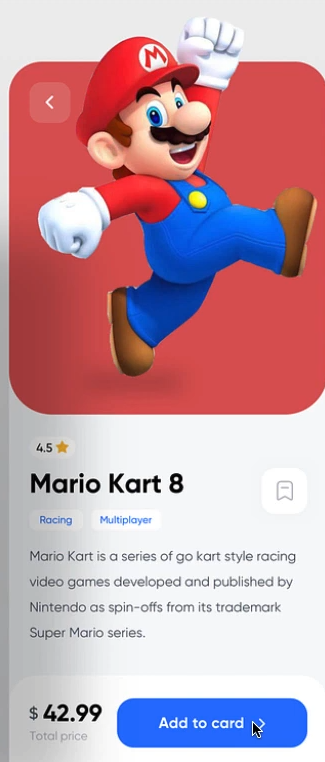 M
4.5
Mario Kart 8
Racing Multiplayer
Mario Kart is a series of go kart style racing
video games developed and published by
Nintendo as spin-offs from its trademark
Super Mario series.
$ 42.99
Total price
Add to card